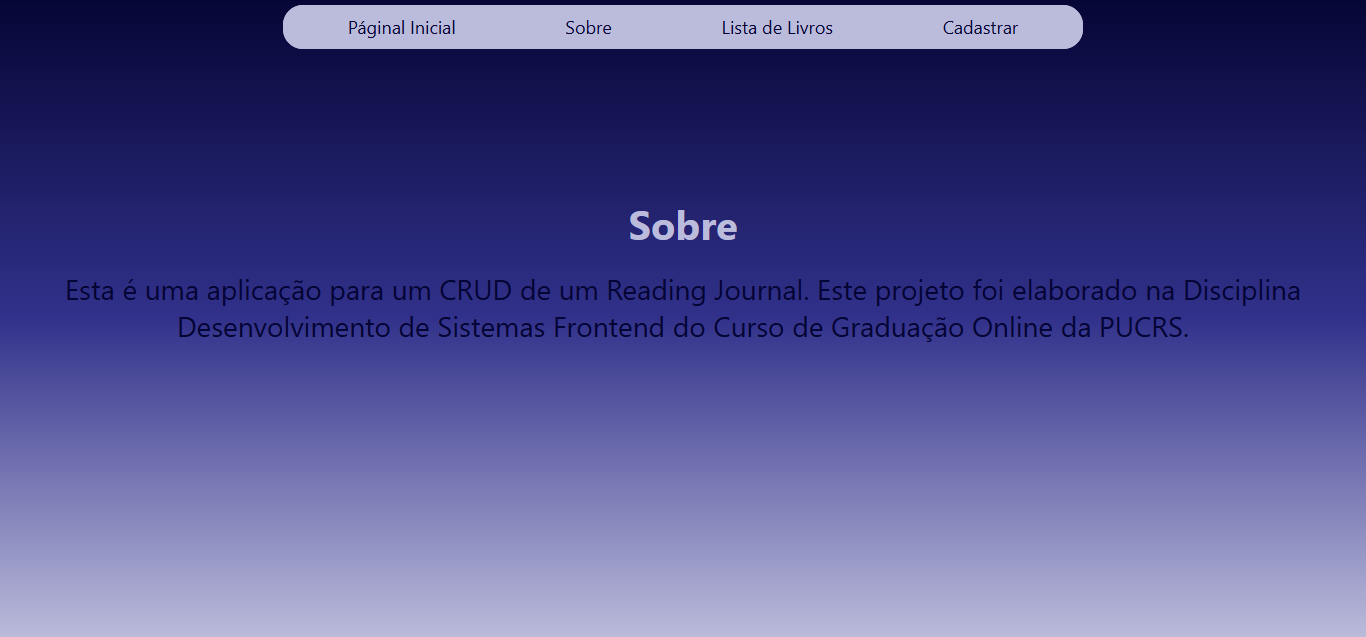 Páginal Inicial Sobre Lista de Livros Cadastrar
Sobre
Esta é uma aplicação para um CRUD de um Reading Journal. Este projeto foi elaborado na Disciplina
Desenvolvimento de Sistemas Frontend do Curso de Graduação Online da PUCRS.